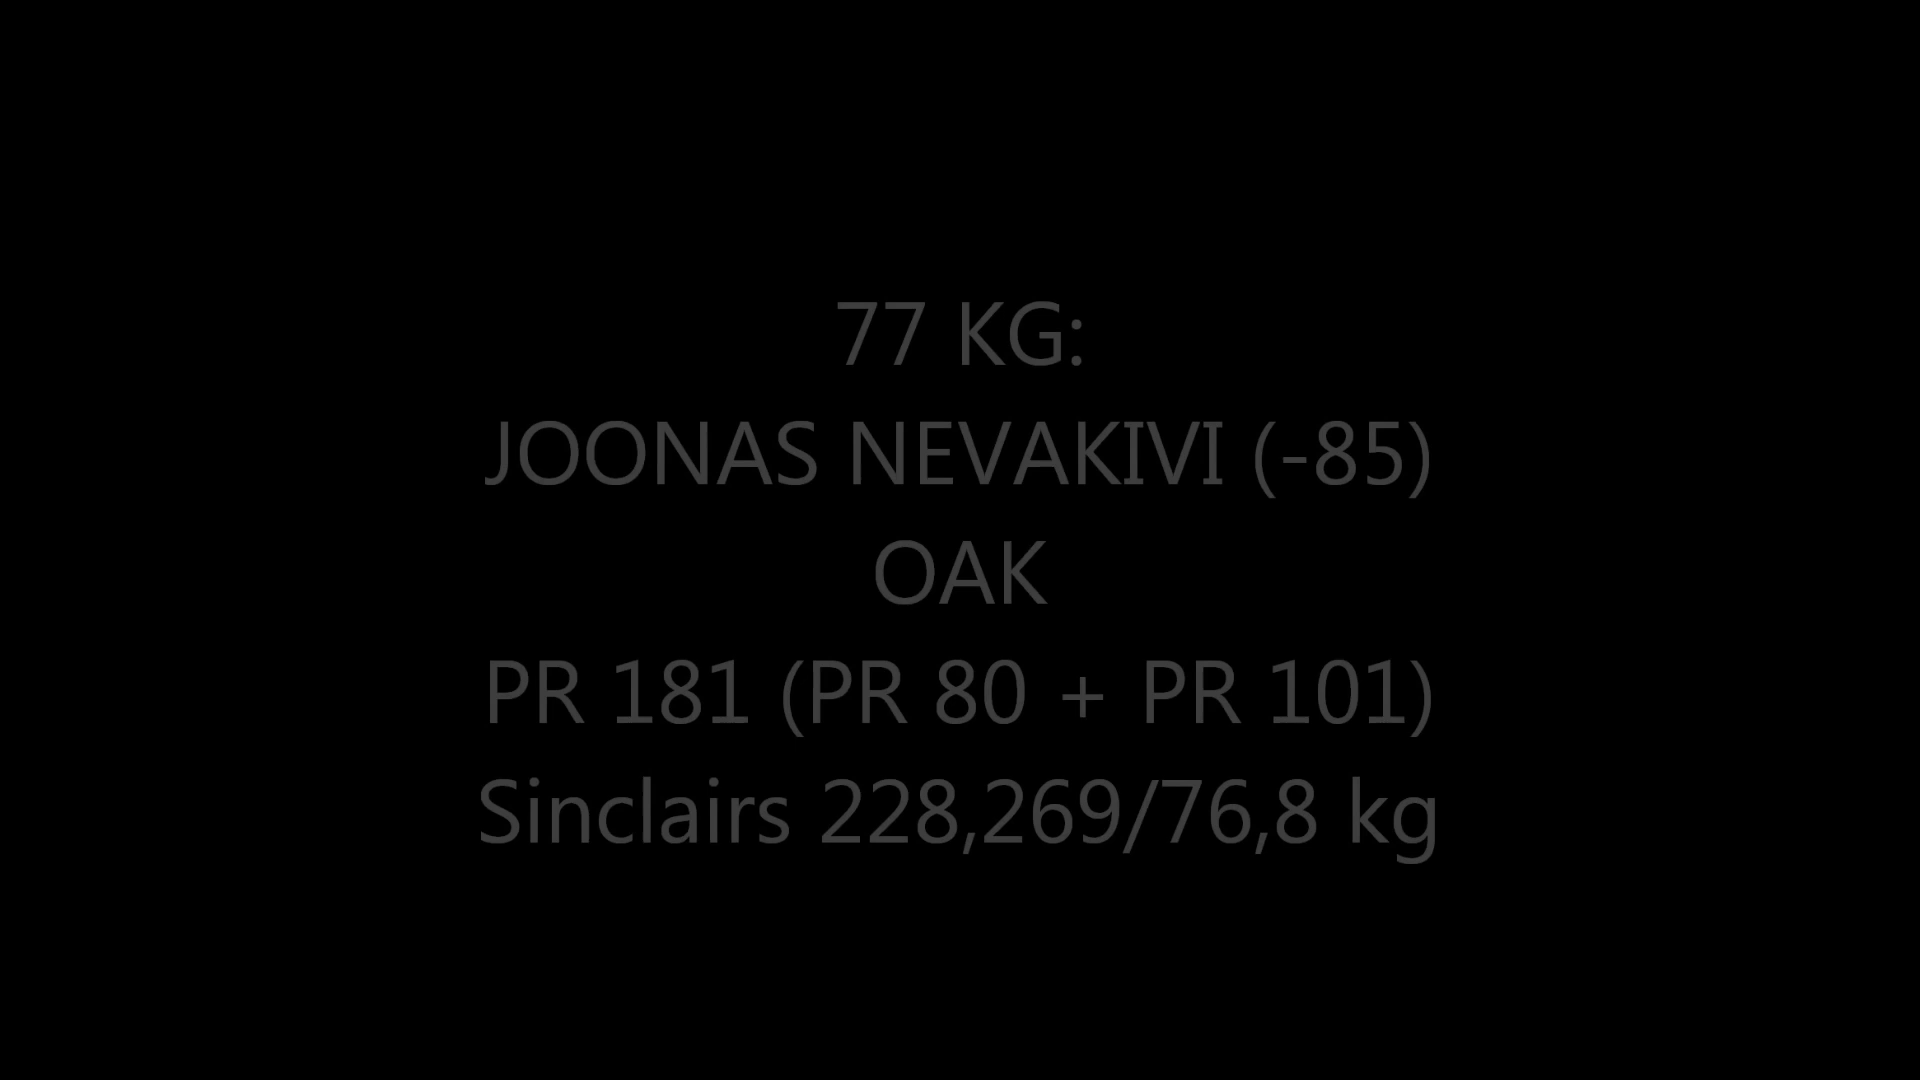 77 KG:
JOONAS NEVAKIVI (-85)
OAK
PR 181 (PR 80 + PR 101)
Sinclairs 228,269/76,8 kg